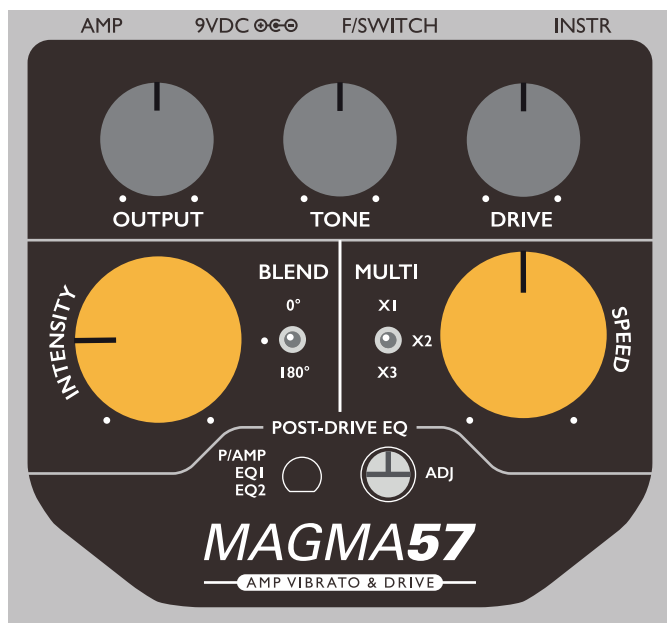 AMP 9VDC F/SWITCH INSTR
OUTPUT TONE DRIVE
BLEND MULTI
INTENSITY
0° X1
X2
180° X3
SPEED
POST-DRIVE EQ
P/AMP
EQ1
EQ2
ADJ
MAGMA57
AMP VIBRATO & DRIVE